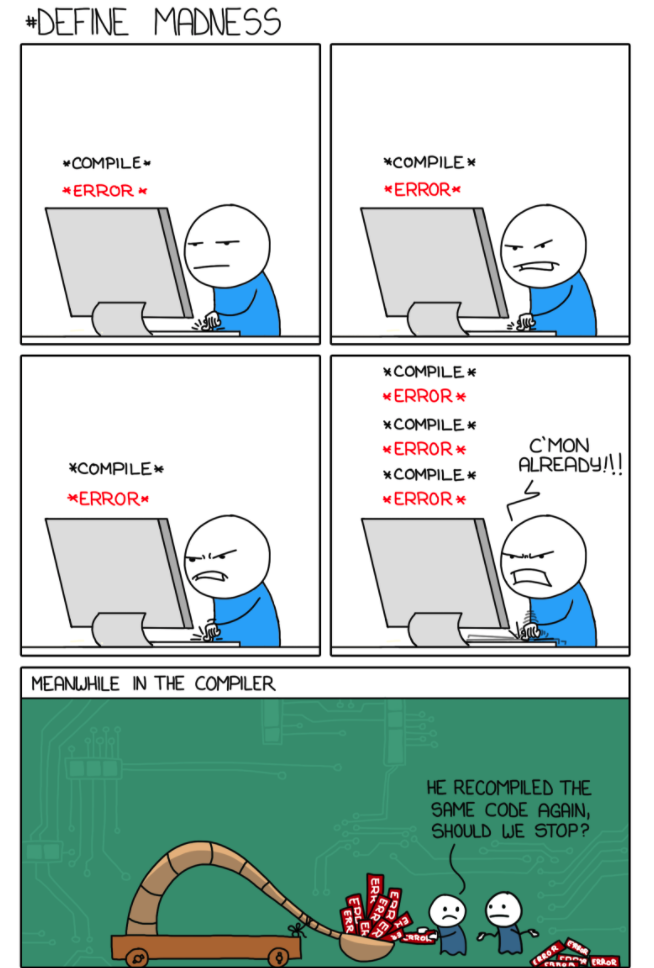 #DEFINE MADNESS
*COMPILE*
*ERROR*
*COMPILE*
*ERROR*
*COMPILE*
*ERROR*
*COMPILE*
*ERROR*
*COMPILE*
*ERROR*
*COMPILE*
*ERROR*
C'MON
ALREADY!!!
MEANWHILE IN THE COMPILER
HE RECOMPILED THE
SAME CODE AGAIN,
SHOULD WE STOP?
ERROR
ERROR